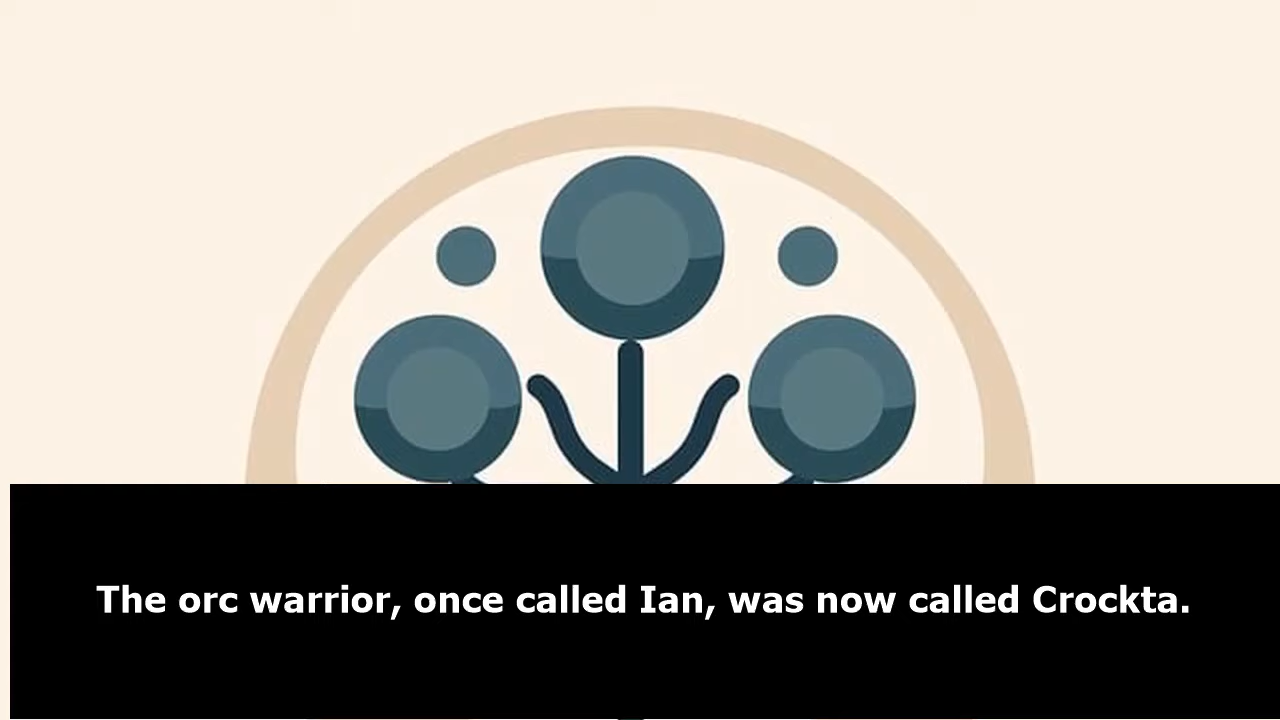 The orc warrior, once called Ian, was now called Crockta.